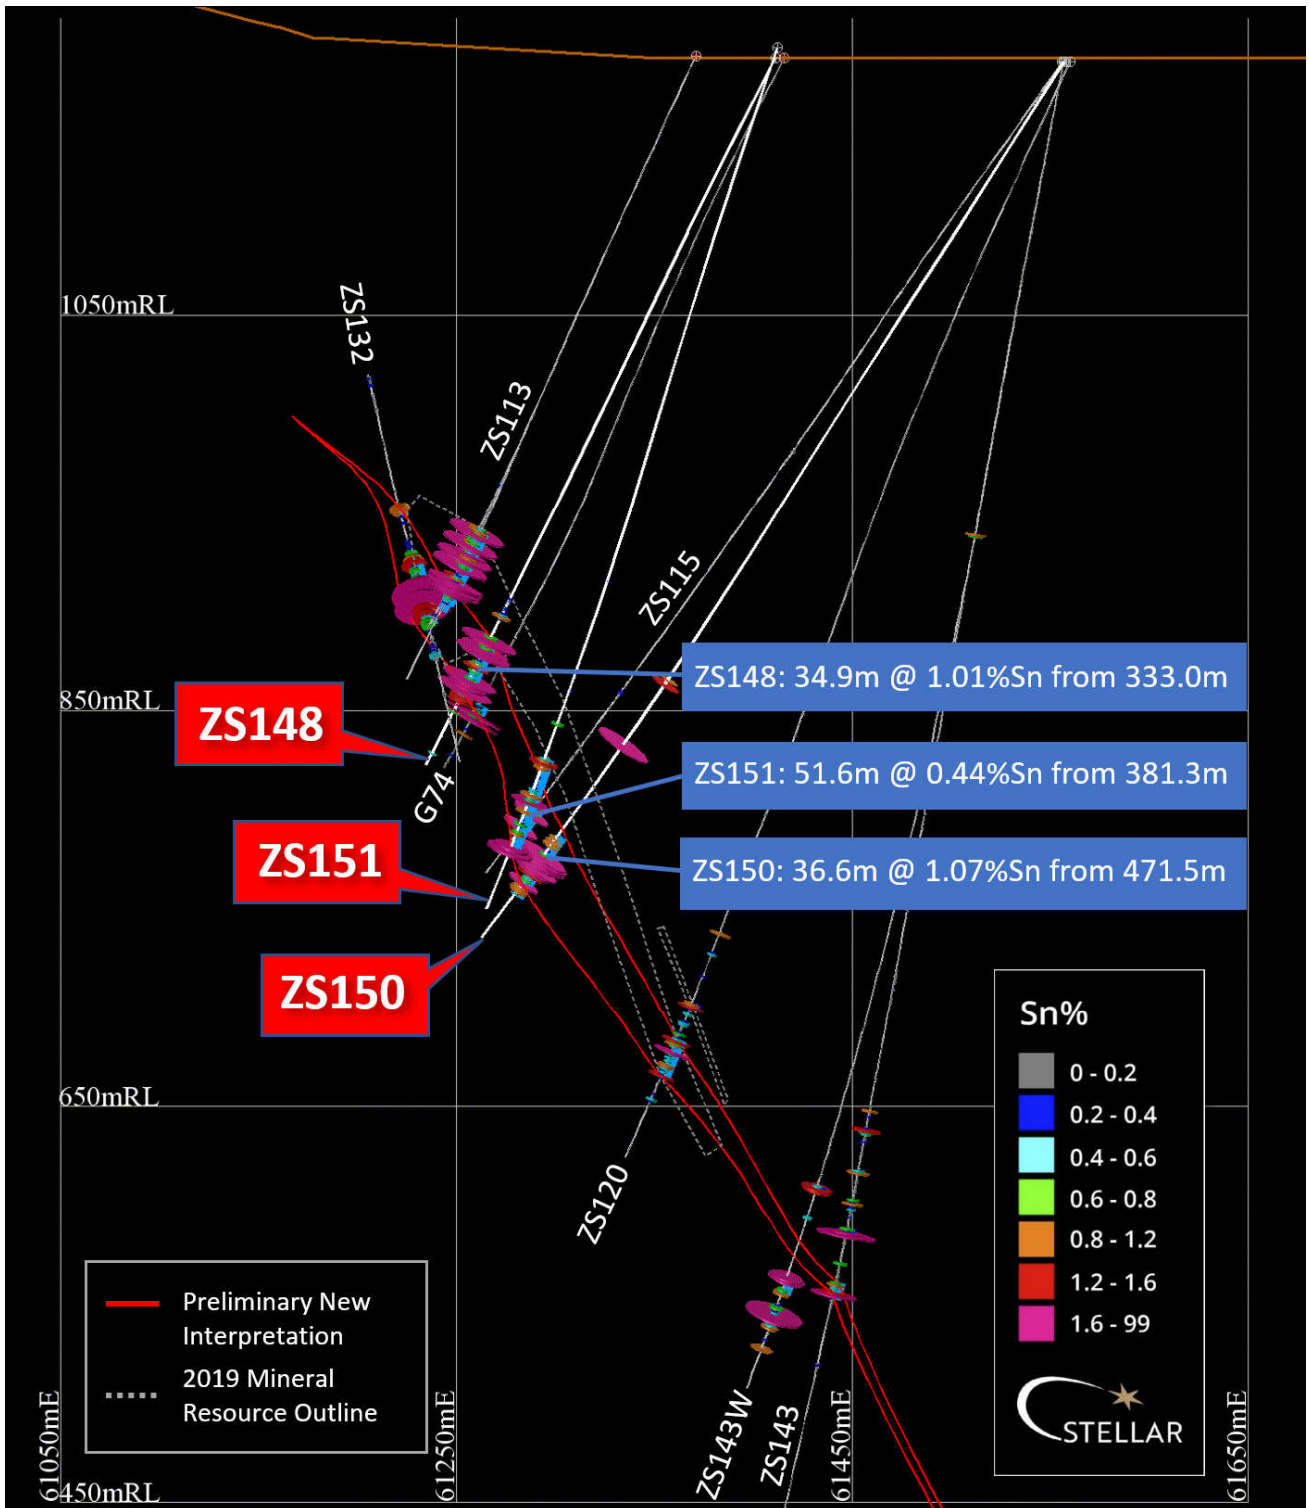 1050mRL
ZS132
ZS113
ZS115
ZS148: 34.9m @ 1.01%Sn from 333.0m
850mRL
ZS148
G74
ZS151: 51.6m @ 0.44%Sn from 381.3m
ZS151
ZS150: 36.6m @ 1.07%Sn from 471.5m
ZS150
650mRL
ZS120
Sn%
0 - 0.2
0.2 - 0.4
0.4 - 0.6
0.6 - 0.8
0.8 - 1.2
1.2 - 1.6
1.6 - 99
STELLAR
Preliminary New
Interpretation
2019 Mineral
Resource Outline
ZS143W
ZS143
61050mE
61250mE
61450mE
61650mE
450mRL